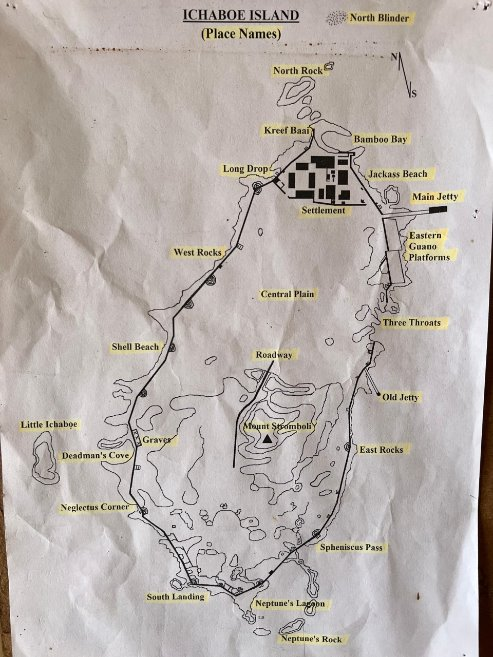 ICHABOE ISLAND
(Place Names)
North Blinder
N
S
North Rock
Kreef Baai
Bamboo Bay
Long Drop
Jackass Beach
Main Jetty
Settlement
Eastern
Guano
Platforms
West Rocks
Central Plain
Three Throats
Shell Beach
Roadway
Old Jetty
Little Ichaboe
Mount Stromboli
Graves
Deadman's Cove
East Rocks
Neglectus Corner
Spheniscus Pass
South Landing
Neptune's Lagoon
Neptune's Rock